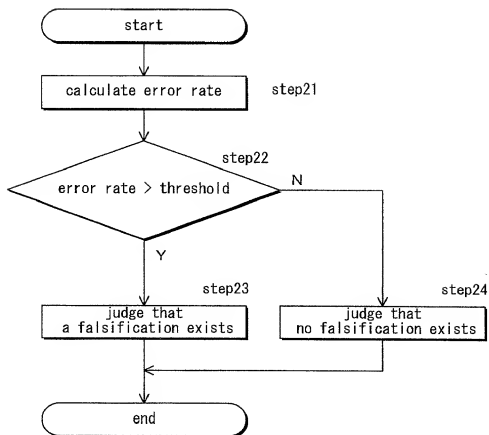 start
calculate error rate
step21
step22
error rate > threshold
N
Y
step23
judge that
a falsification exists
step24
judge that
no falsification exists
end